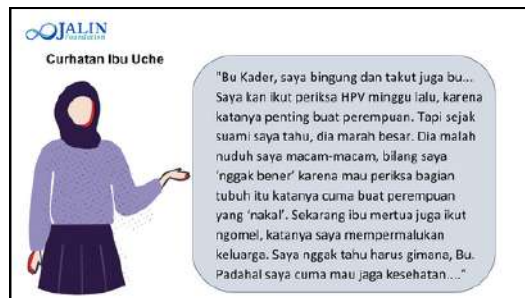 JALIN
Foundation
Curhatan Ibu Uche
"Bu Kader, saya bingung dan takut juga bu...
Saya kan ikut periksa HPV minggu lalu, karena
katanya penting buat perempuan. Tapi sejak
suami saya tahu, dia marah besar. Dia malah
nuduh saya macam-macam, bilang saya
'nggak bener' karena mau periksa bagian
tubuh itu katanya cuma buat perempuan
yang 'nakal'. Sekarang ibu mertua juga ikut
ngomel, katanya saya mempermalukan
keluarga. Saya nggak tahu harus gimana, Bu.
Padahal saya cuma mau jaga kesehatan...."